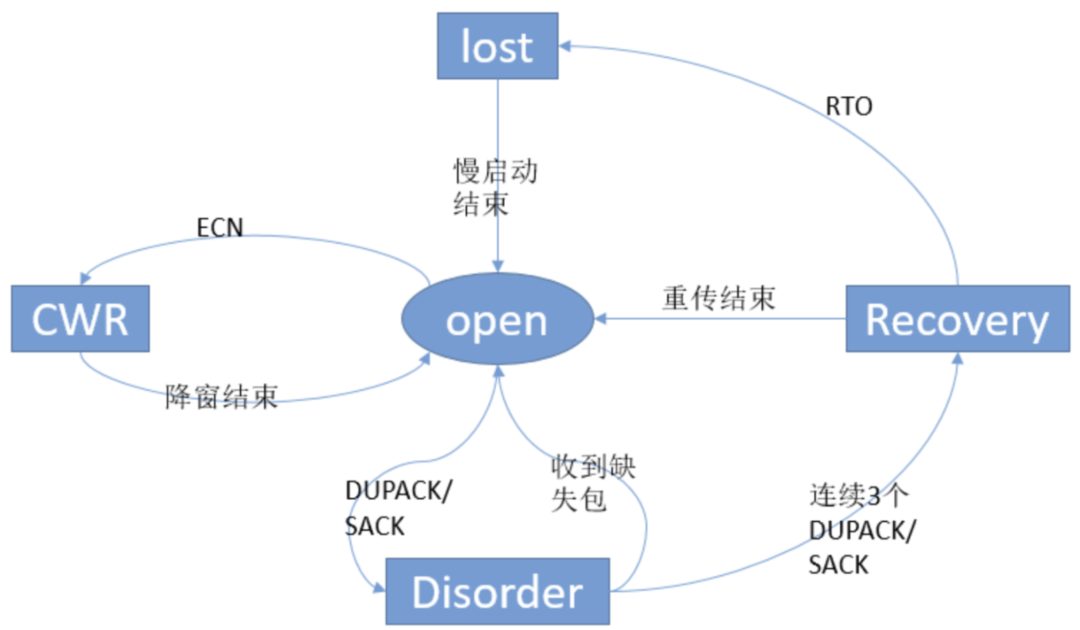 lost
RTO
慢启动
结束
ECN
CWR
open
重传结束
Recovery
降窗结束
DUPACK/
SACK
收到缺
失包
连续3个
DUPACK/
SACK
Disorder